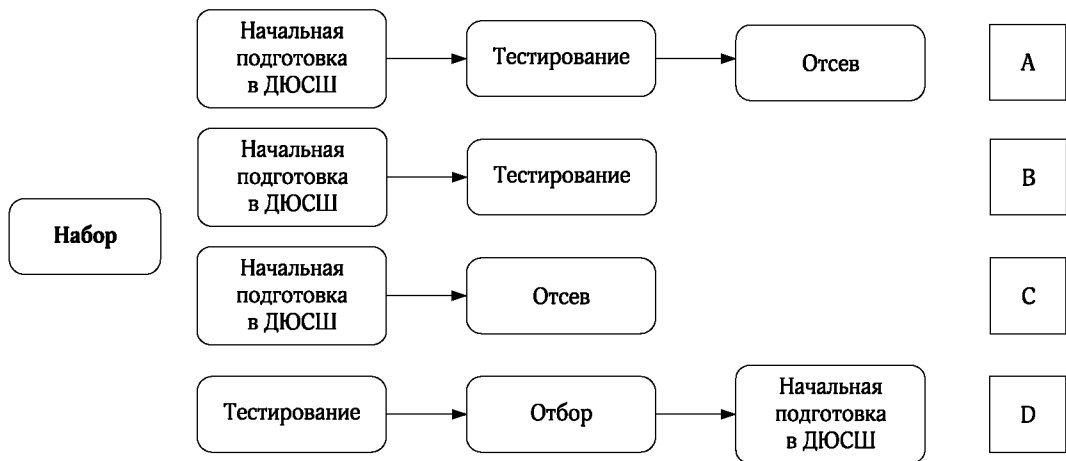 Начальная
подготовка
в ДЮСШ
Тестирование
Отсев
A
Начальная
подготовка
в ДЮСШ
Тестирование
B
Набор
Начальная
подготовка
в ДЮСШ
Отсев
C
Тестирование
Отбор
Начальная
подготовка
в ДЮСШ
D